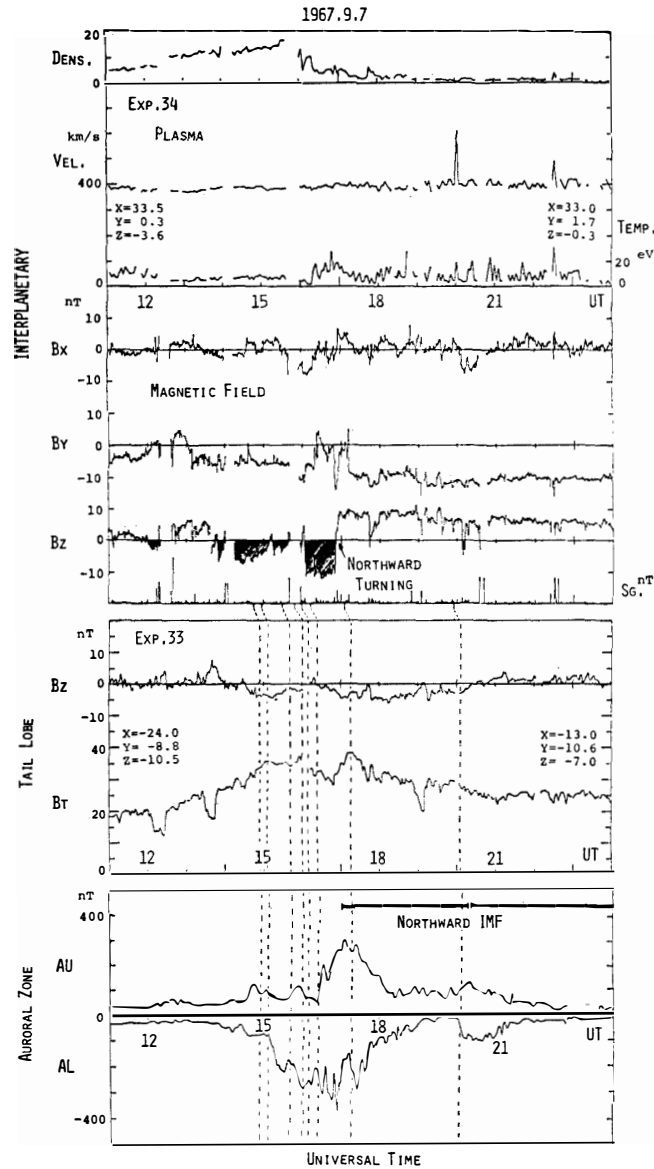 1967.9.7
20
DENS.
0
12 15 18 21
EXP.34
km/s
PLASMA
VEL.
400
X=33.5
Y= 0.3
Z=-3.6
X=33.0
Y= 1.7
Z=-0.3
TEMP.
eV
20
0
0
12 15 18 21 UT
INTERPLANETARY
nT
10
BX 0
-10
MAGNETIC FIELD
10
BY 0
-10
10
BZ 0
-10
NORTHWARD
TURNING
SG. nT
nT
EXP.33
10
BZ 0
-10
X=-24.0
Y= -8.8
Z=-10.5
X=-13.0
Y=-10.6
Z= -7.0
TAIL LOBE
40
BT
20
0
12 15 18 21 UT
nT
400
NORTHWARD IMF
AU
AURORAL ZONE
0
12 15 18 21 UT
AL
-400
UNIVERSAL TIME